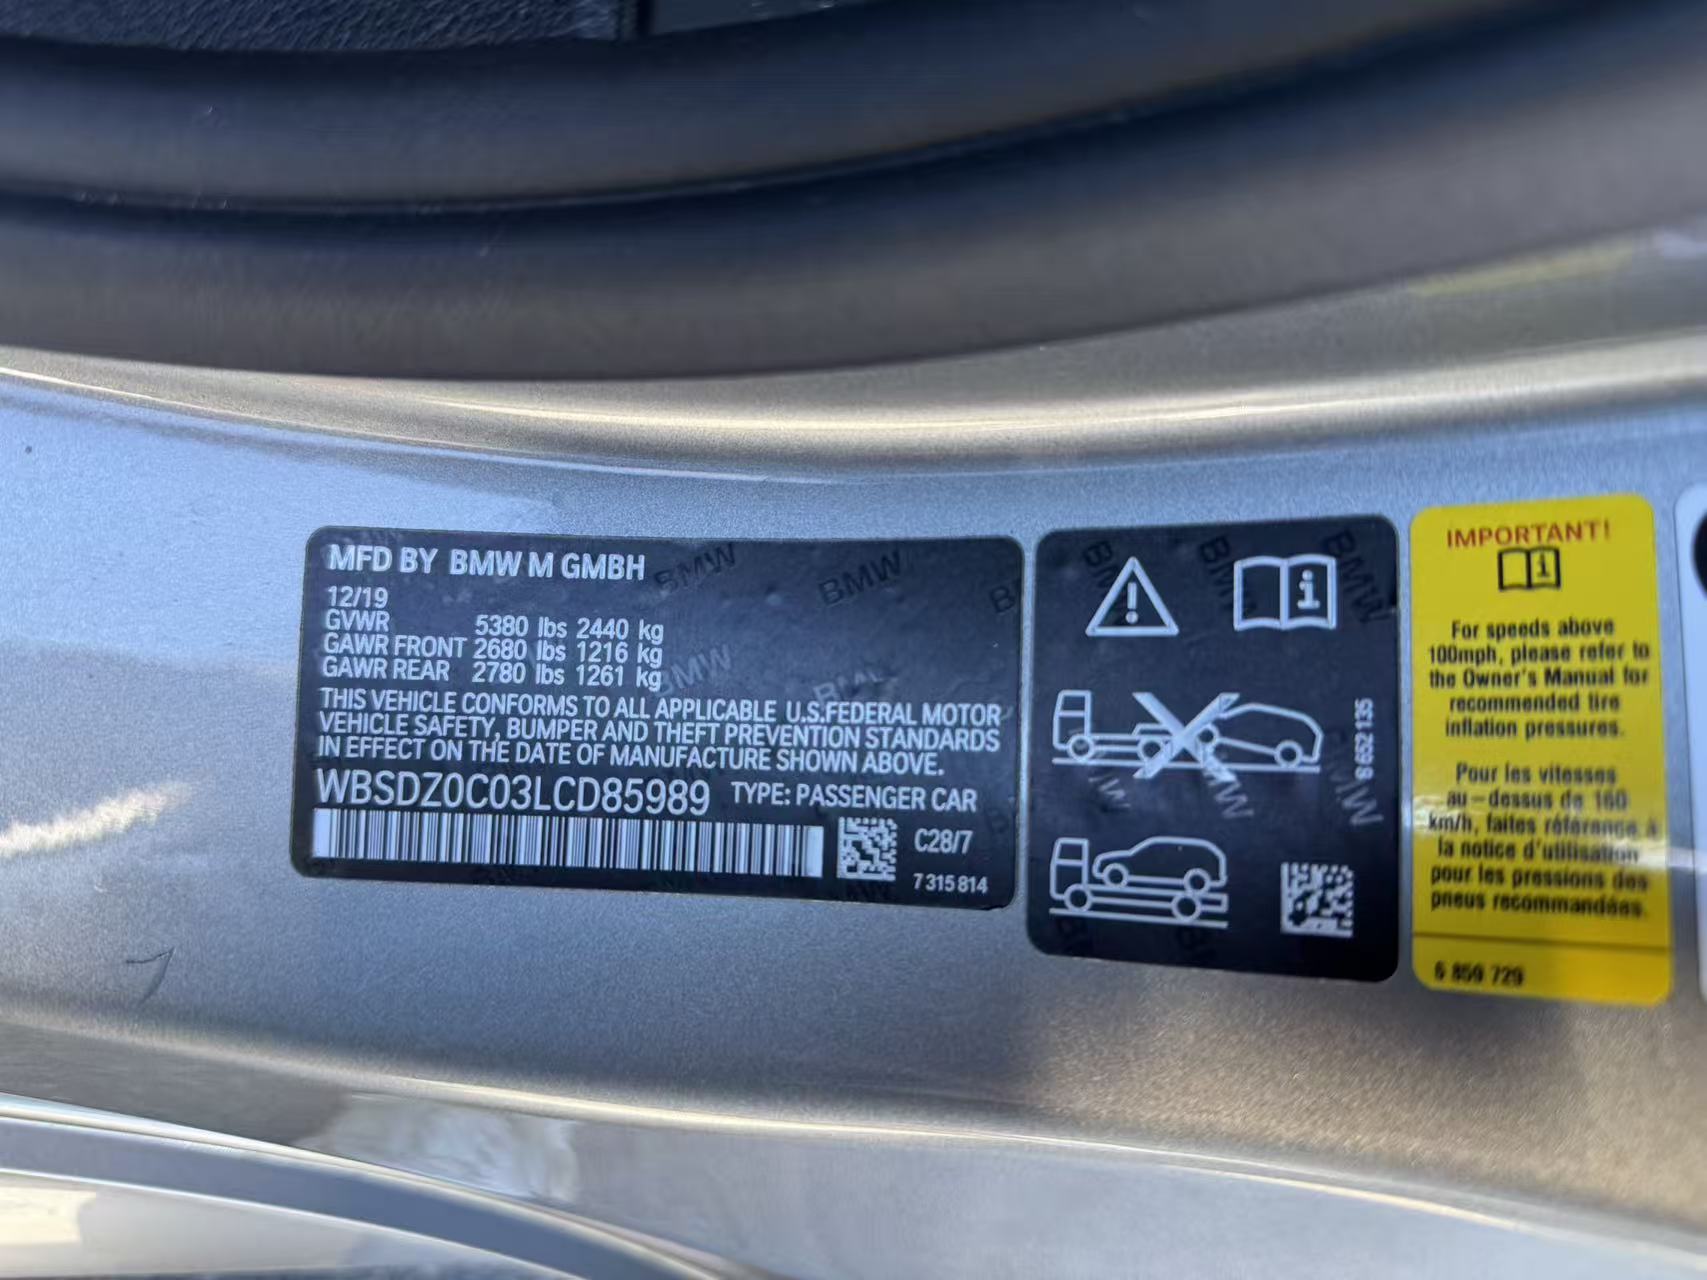 MFD BY BMW M GMBH
12/19
GVWR 5380 lbs 2440 kg
GAWR FRONT 2680 lbs 1216 kg
GAWR REAR 2780 lbs 1261 kg
THIS VEHICLE CONFORMS TO ALL APPLICABLE U.S.FEDERAL MOTOR
VEHICLE SAFETY, BUMPER AND THEFT PREVENTION STANDARDS
IN EFFECT ON THE DATE OF MANUFACTURE SHOWN ABOVE.
WBSDZ0C03LCD85989 TYPE: PASSENGER CAR
C28/7
7 315 814
8 662 135
IMPORTANT!
For speeds above
100mph, please refer to
the Owner's Manual for
recommended tire
inflation pressures.
Pour les vitesses
au-dessus de 160
km/h, faites référence à
la notice d'utilisation
pour les pressions des
pneus recommandées.
6 859 729